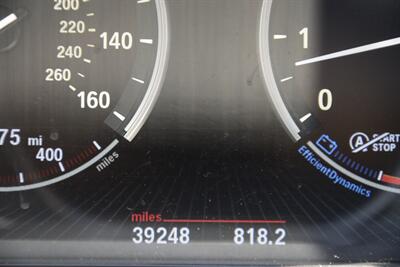 200
220
240
260
140
160
1
0
75 mi
400
miles
A START
STOP
EfficientDynamics
miles
39248 818.2